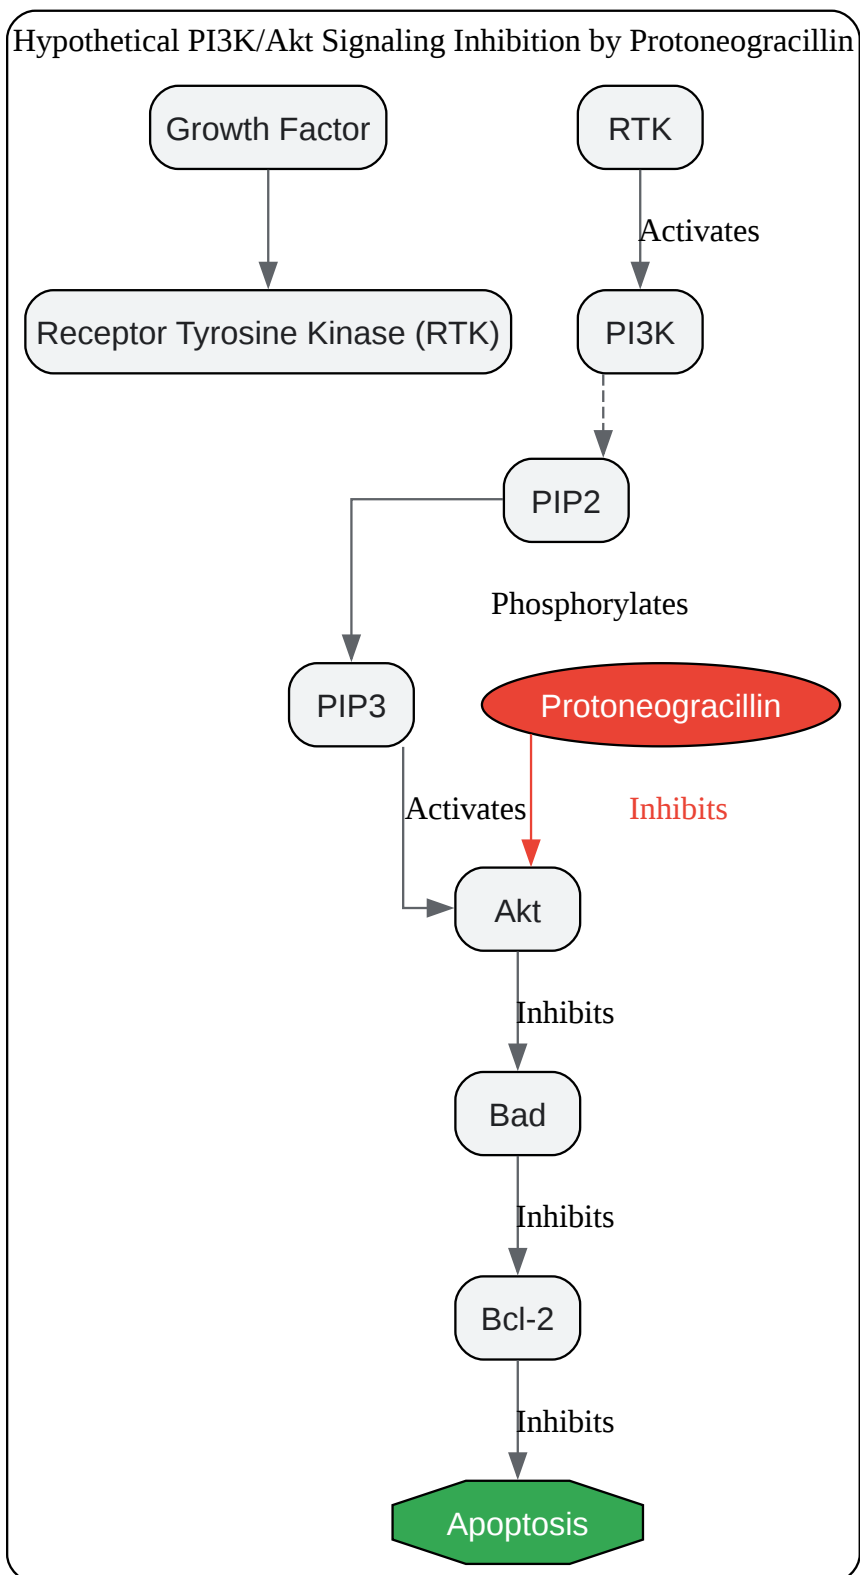 Hypothetical PI3K/Akt Signaling Inhibition by Protoneogracillin
Growth Factor
RTK
Activates
Receptor Tyrosine Kinase (RTK)
PI3K
PIP2
Phosphorylates
PIP3
Protoneogracillin
Activates
Inhibits
Akt
Inhibits
Bad
Inhibits
Bcl-2
Inhibits
Apoptosis